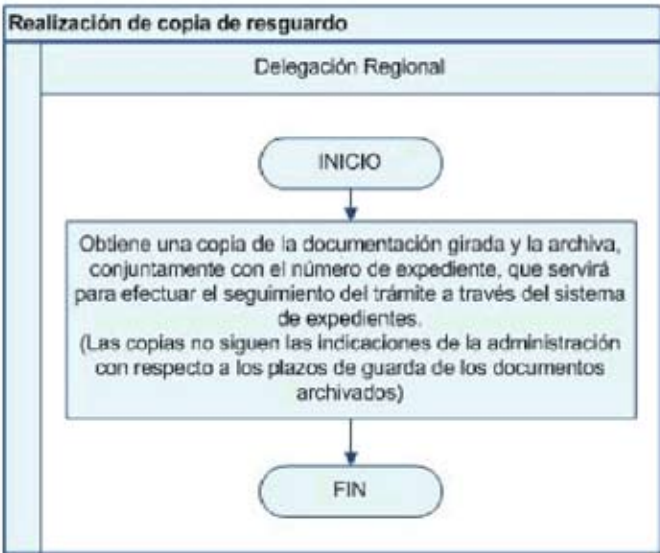 Realización de copia de resguardo
Delegación Regional
INICIO
Obtiene una copia de la documentación girada y la archiva,
conjuntamente con el número de expediente, que servirá
para efectuar el seguimiento del trámite a través del sistema
de expedientes.
(Las copias no siguen las indicaciones de la administración
con respecto a los plazos de guarda de los documentos
archivados)
FIN